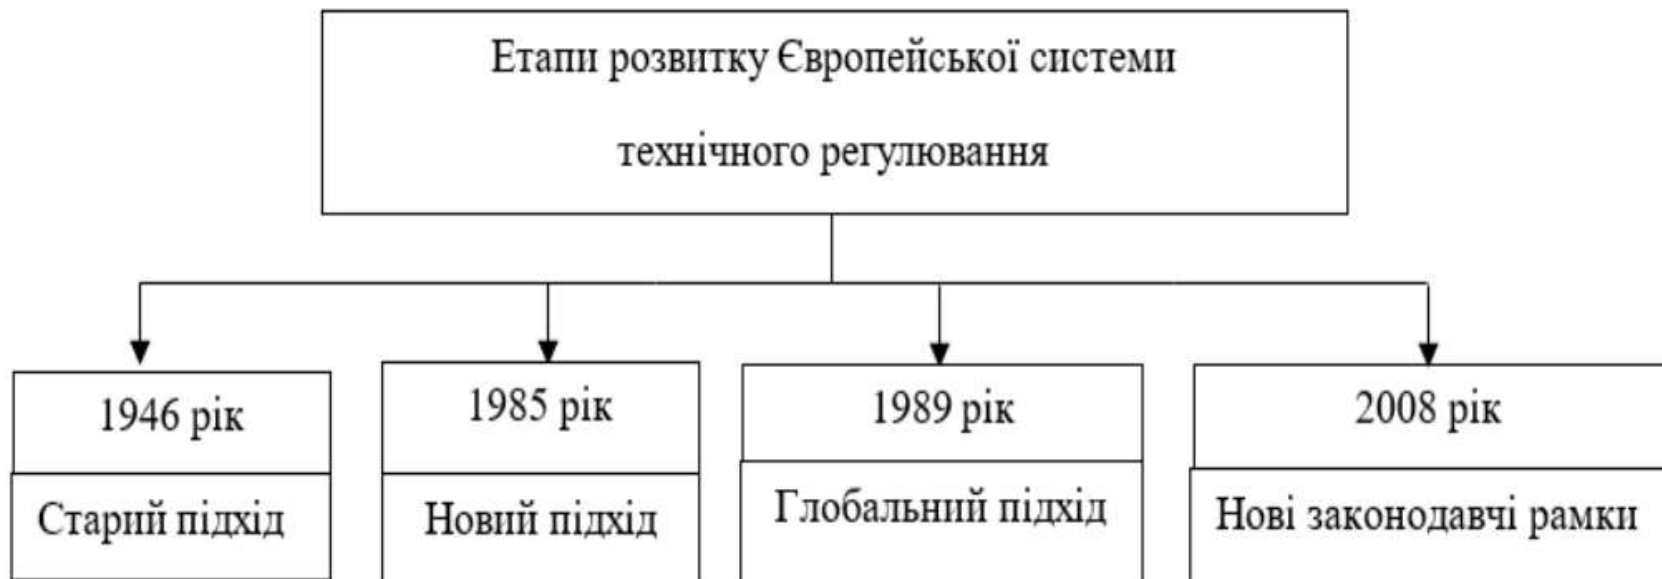 Етапи розвитку Європейської системи
технічного регулювання
1946 рік
Старий підхід
1985 рік
Новий підхід
1989 рік
Глобальний підхід
2008 рік
Нові законодавчі рамки